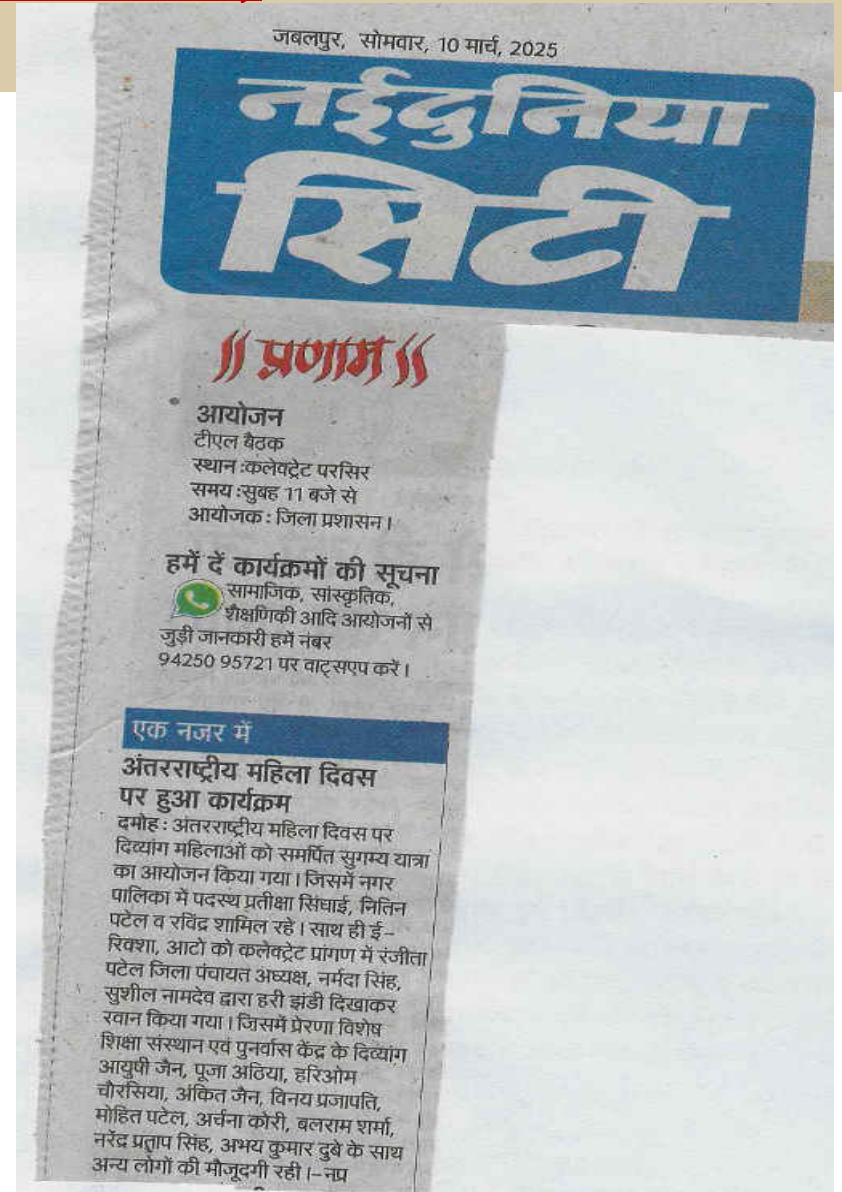 जबलपुर, सोमवार, 10 मार्च, 2025
नईदुनिया
सिटी
प्रणाम
आयोजन
टीएल बैठक
स्थान :कलेक्ट्रेट परसिर
समय :सुबह 11 बजे से
आयोजक : जिला प्रशासन।
हमें दें कार्यक्रमों की सूचना
सामाजिक, सांस्कृतिक,
शैक्षणिकी आदि आयोजनों से
जुड़ी जानकारी हमें नंबर
94250 95721 पर वाट्सएप करें।
एक नजर में
अंतरराष्ट्रीय महिला दिवस
पर हुआ कार्यक्रम
दमोह : अंतरराष्ट्रीय महिला दिवस पर
दिव्यांग महिलाओं को समर्पित सुगम्य यात्रा
का आयोजन किया गया। जिसमें नगर
पालिका में पदस्थ प्रतीक्षा सिंघाई, नितिन
पटेल व रविंद्र शामिल रहे। साथ ही ई-
रिक्शा, आटो को कलेक्ट्रेट प्रांगण में रंजीता
पटेल जिला पंचायत अध्यक्ष, नर्मदा सिंह,
सुशील नामदेव द्वारा हरी झंडी दिखाकर
रवान किया गया। जिसमें प्रेरणा विशेष
शिक्षा संस्थान एवं पुनर्वास केंद्र के दिव्यांग
आयुषी जैन, पूजा अठिया, हरिओम
चौरसिया, अंकित जैन, विनय प्रजापति,
मोहित पटेल, अर्चना कोरी, बलराम शर्मा,
नरेंद्र प्रताप सिंह, अभय कुमार दुबे के साथ
अन्य लोगों की मौजूदगी रही।-नप्र